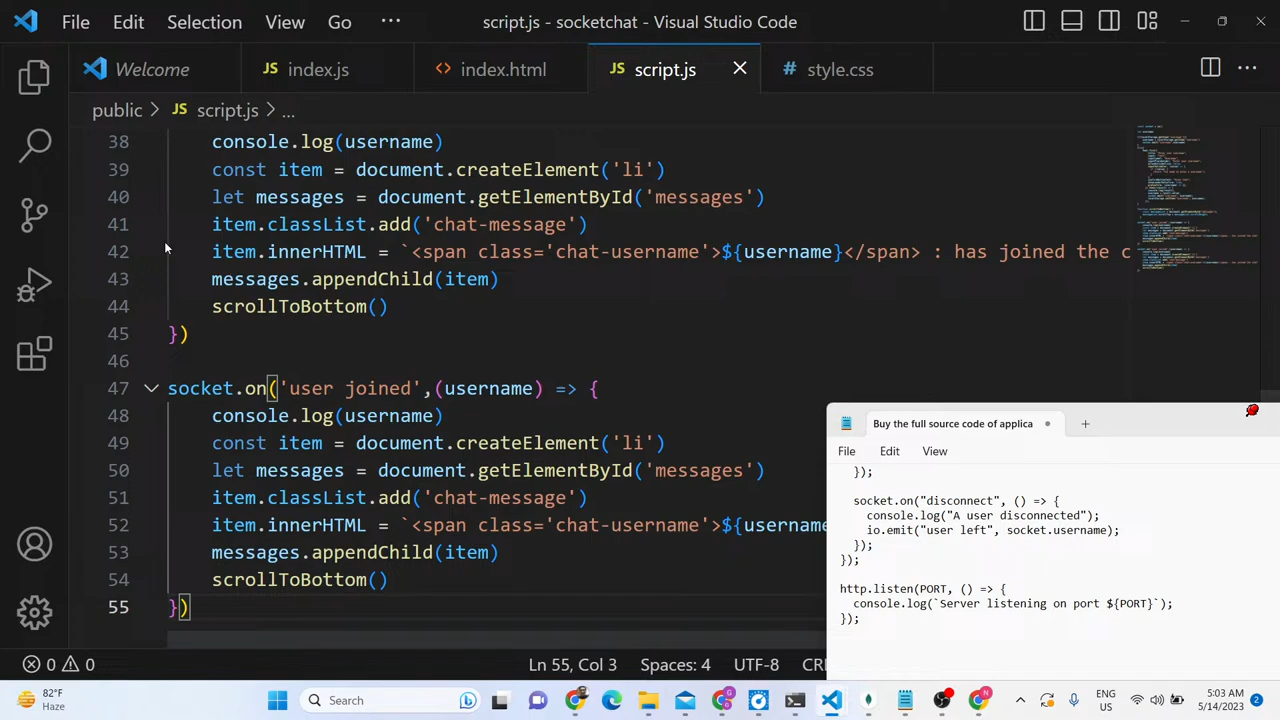 File Edit Selection View Go ··· script.js - socketchat - Visual Studio Code
Welcome JS index.js <> index.html JS script.js # style.css ···
public > JS script.js > ...
38 console.log(username)
39 const item = document.createElement('li')
40 let messages = document.getElementById('messages')
41 item.classList.add('chat-message')
42 item.innerHTML = `<span class='chat-username'>${username}</span> : has joined the c
43 messages.appendChild(item)
44 scrollToBottom()
45 })
46
47 socket.on('user joined',(username) => {
48 console.log(username)
49 const item = document.createElement('li')
50 let messages = document.getElementById('messages')
51 item.classList.add('chat-message')
52 item.innerHTML = `<span class='chat-username'>${username
53 messages.appendChild(item)
54 scrollToBottom()
55 })
Buy the full source code of applica
File Edit View
});
socket.on("disconnect", () => {
console.log("A user disconnected");
io.emit("user left", socket.username);
});
});
http.listen(PORT, () => {
console.log(`Server listening on port ${PORT}`);
});
0 0 Ln 55, Col 3 Spaces: 4 UTF-8 CR
82°F
Haze
Search
ENG
US
5:03 AM
5/14/2023
2